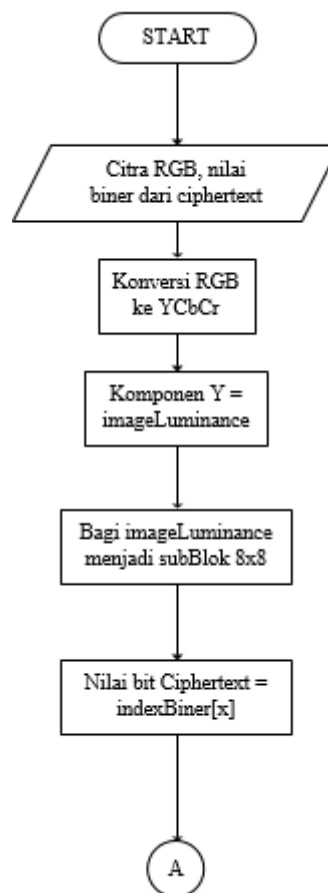 START
Citra RGB, nilai
biner dari ciphertext
Konversi RGB
ke YCbCr
Komponen Y =
imageLuminance
Bagi imageLuminance
menjadi subBlok 8x8
Nilai bit Ciphertext =
indexBiner[x]
A